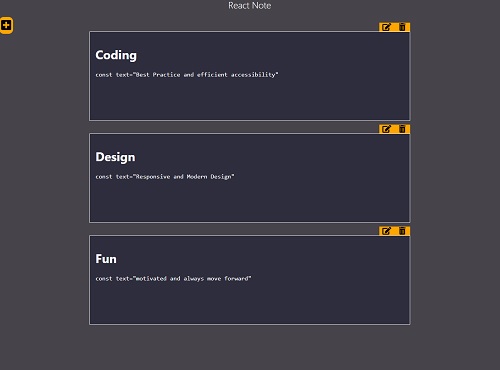 React Note
Coding
const text="Best Practice and efficient accessibility"
Design
const text="Responsive and Modern Design"
Fun
const text="motivated and always move forward"